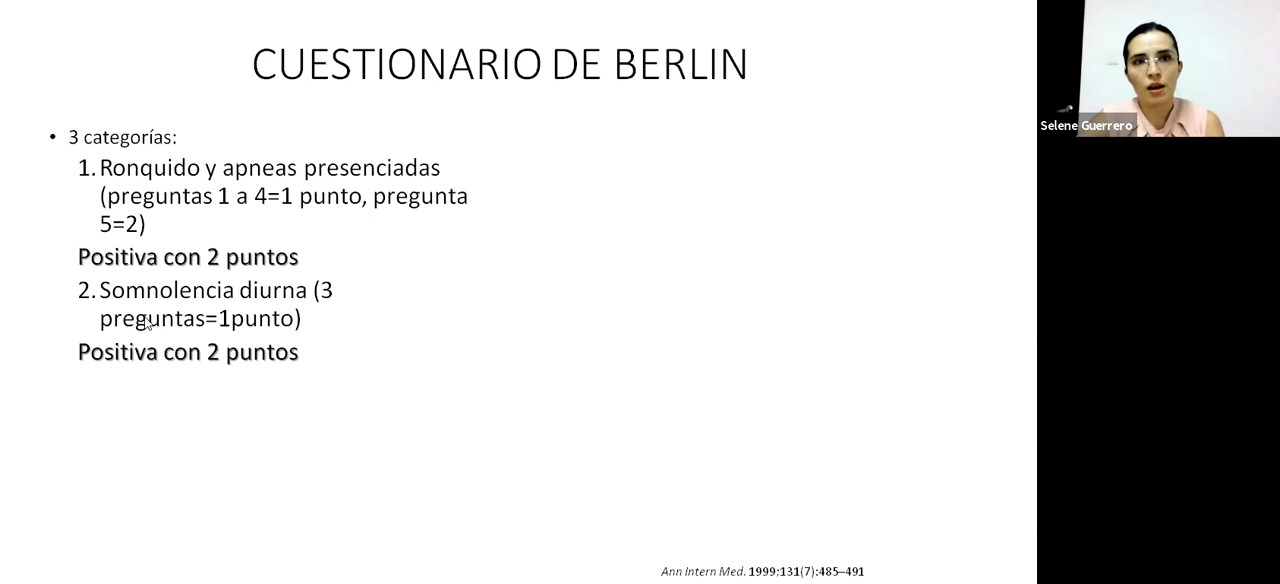 CUESTIONARIO DE BERLIN
• 3 categorías:
1. Ronquido y apneas presenciadas
(preguntas 1 a 4=1 punto, pregunta
5=2)
Positiva con 2 puntos
2. Somnolencia diurna (3
preguntas=1punto)
Positiva con 2 puntos
Ann Intern Med. 1999;131(7):485–491
Selene Guerrero